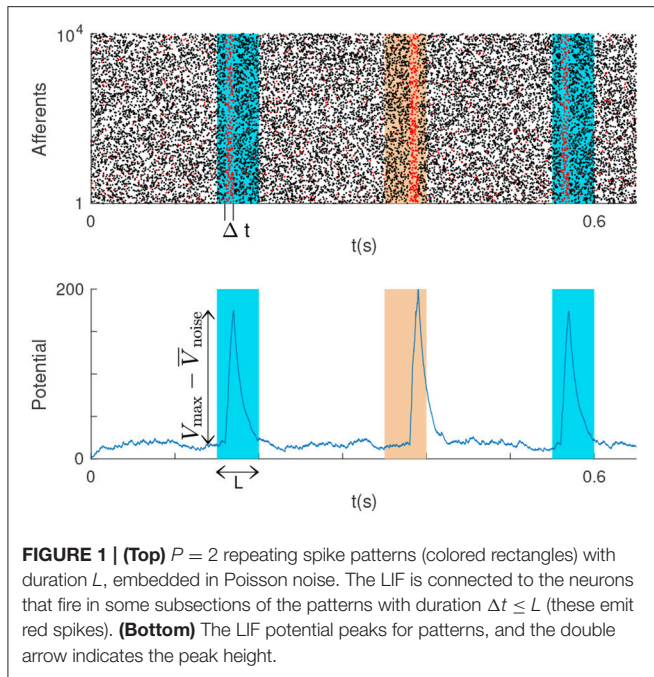 Afferents
10^4
1
0
0.6
Δ t
t(s)
Potential
200
0
V_max − V̅_noise
L
0
0.6
t(s)
FIGURE 1 | (Top) P = 2 repeating spike patterns (colored rectangles) with
duration L, embedded in Poisson noise. The LIF is connected to the neurons
that fire in some subsections of the patterns with duration Δt ≤ L (these emit
red spikes). (Bottom) The LIF potential peaks for patterns, and the double
arrow indicates the peak height.